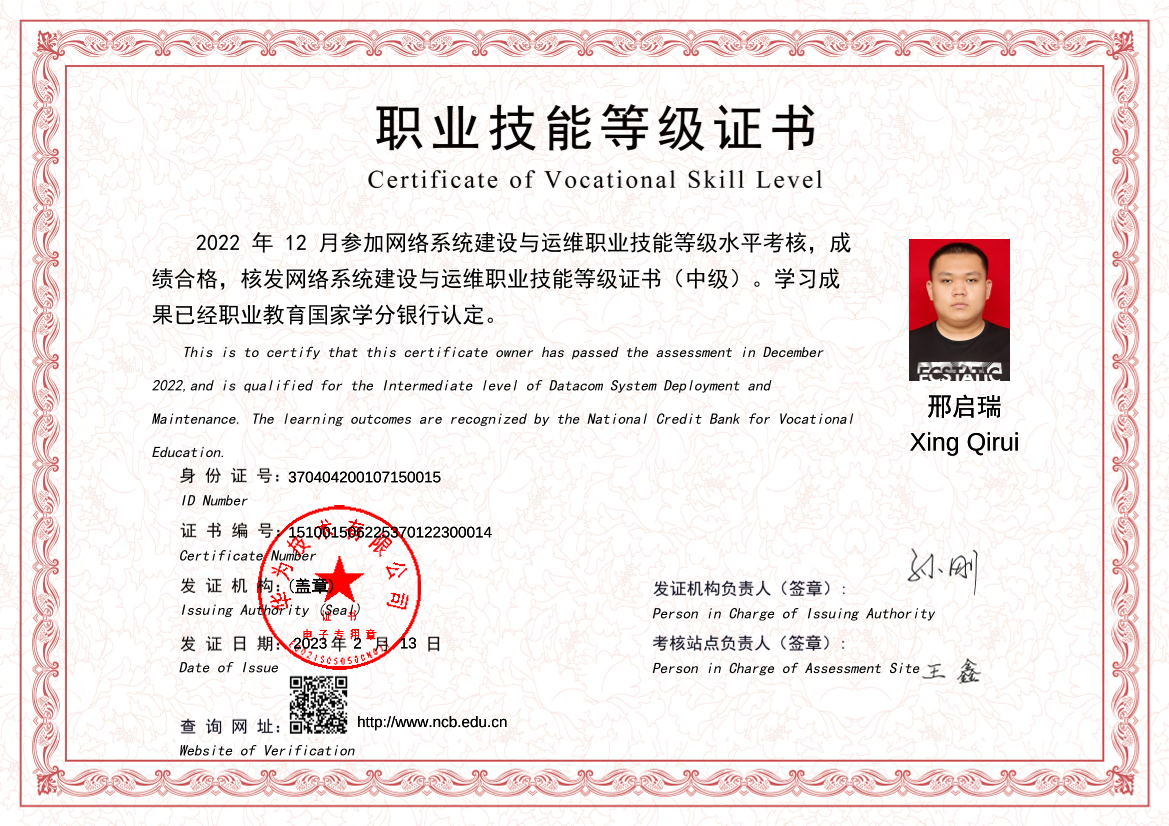 职业技能等级证书
Certificate of Vocational Skill Level
2022 年 12 月参加网络系统建设与运维职业技能等级水平考核，成
绩合格，核发网络系统建设与运维职业技能等级证书（中级）。学习成
果已经职业教育国家学分银行认定。
This is to certify that this certificate owner has passed the assessment in December
2022,and is qualified for the Intermediate level of Datacom System Deployment and
Maintenance. The learning outcomes are recognized by the National Credit Bank for Vocational
Education.
ECSTATIC
邢启瑞
Xing Qirui
身份证号：370404200107150015
ID Number
证书编号：151001506225370122300014
Certificate Number
发证机构：(盖章)
Issuing Authority (Seal)
华为技术有限公司
证书
电子专用章
发证日期：2023 年 2 月 13 日
Date of Issue
查询网址：http://www.ncb.edu.cn
Website of Verification
发证机构负责人（签章）：孙刚
Person in Charge of Issuing Authority
考核站点负责人（签章）：
Person in Charge of Assessment Site 王鑫